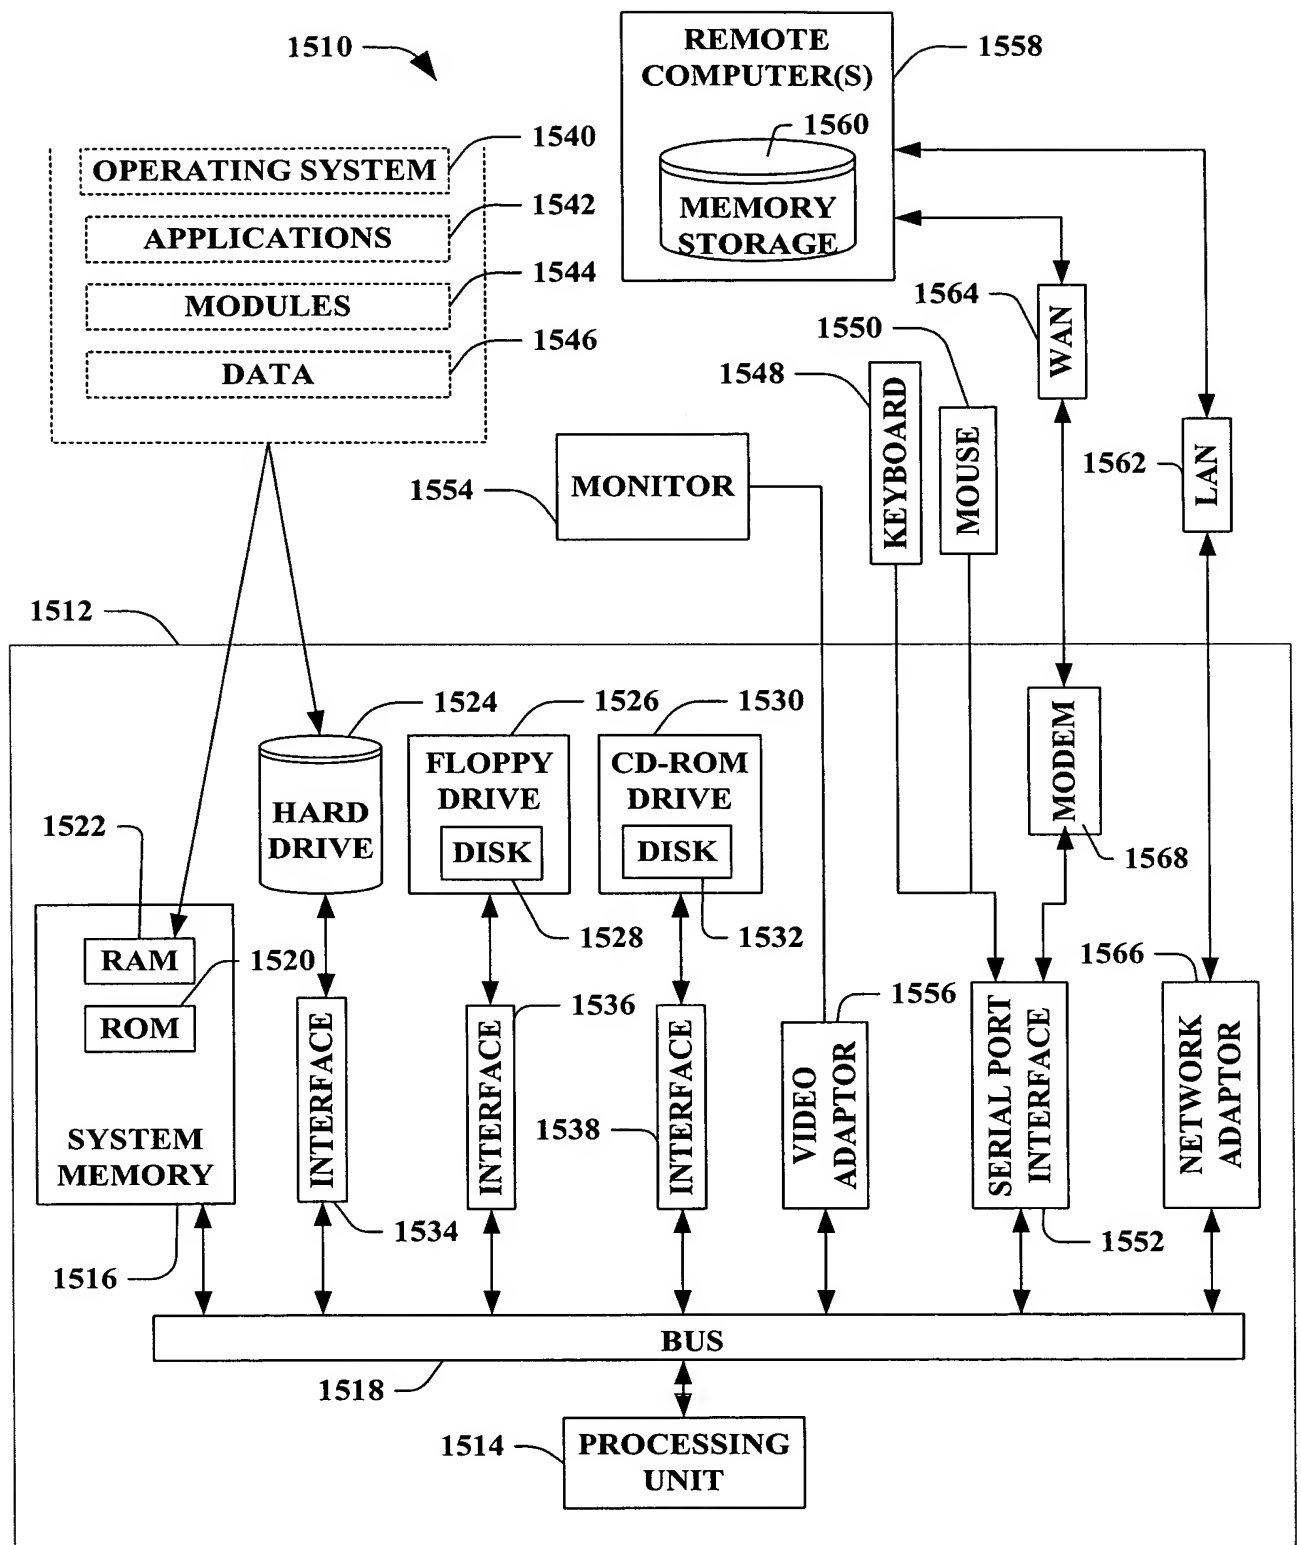 1510
REMOTE
COMPUTER(S)
1558
1560
MEMORY
STORAGE
1540
OPERATING SYSTEM
1542
APPLICATIONS
1544
MODULES
1546
DATA
1564
WAN
1550
1548
KEYBOARD
MOUSE
1562
LAN
MONITOR
1554
1512
1524
HARD
DRIVE
1526
FLOPPY
DRIVE
DISK
1528
1530
CD-ROM
DRIVE
DISK
1532
MODEM
1568
1522
RAM
1520
ROM
SYSTEM
MEMORY
1516
INTERFACE
1534
1536
INTERFACE
1538
INTERFACE
1556
VIDEO
ADAPTOR
SERIAL PORT
INTERFACE
1552
1566
NETWORK
ADAPTOR
BUS
1518
1514
PROCESSING
UNIT